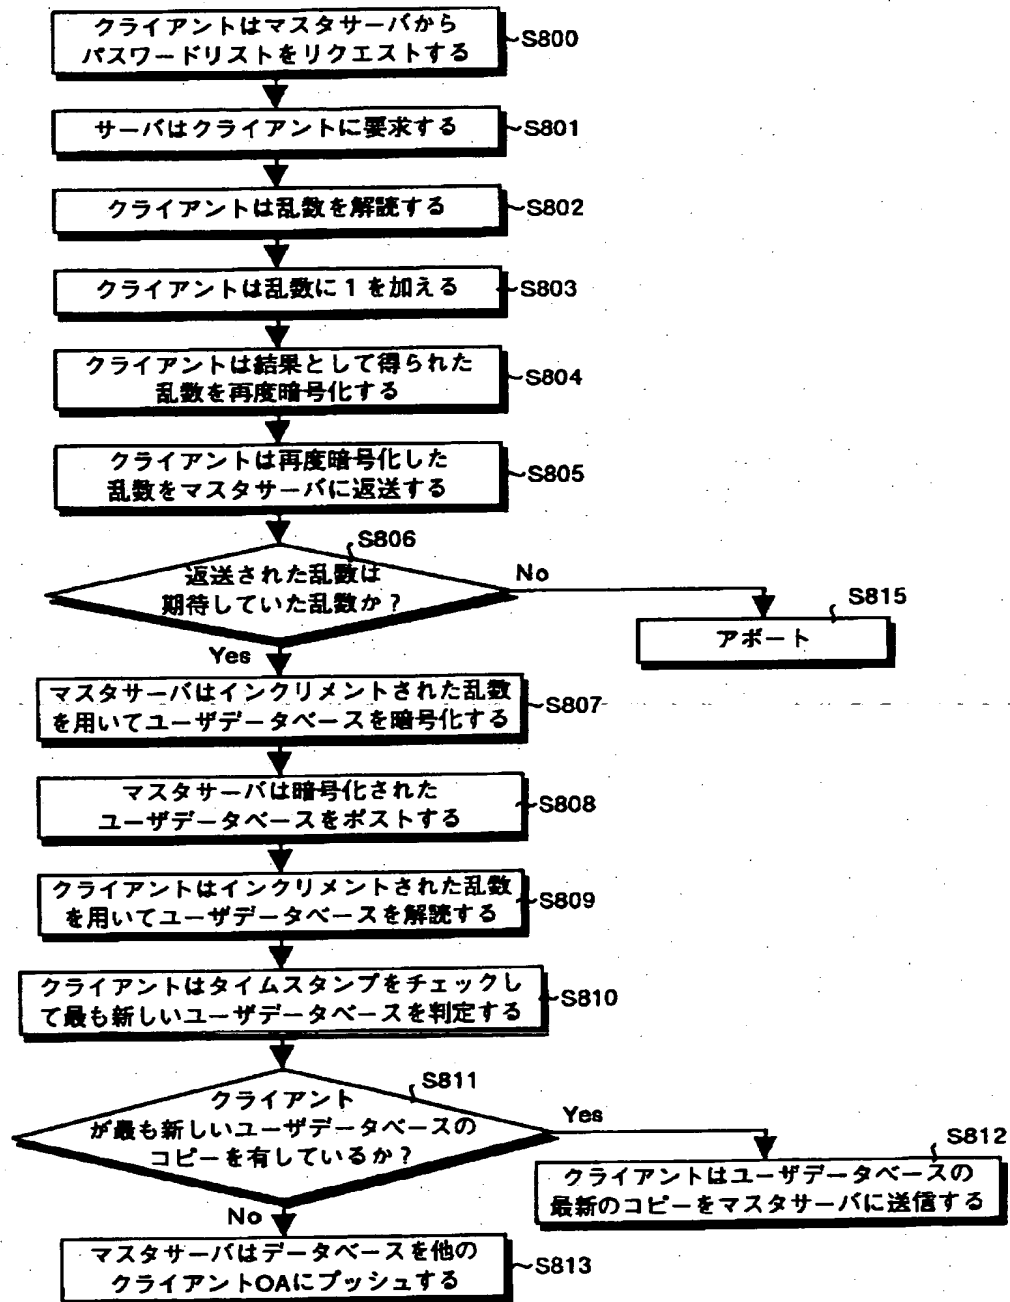 クライアントはマスタサーバから
パスワードリストをリクエストする
S800
サーバはクライアントに要求する
S801
クライアントは乱数を解読する
S802
クライアントは乱数に1を加える
S803
クライアントは結果として得られた
乱数を再度暗号化する
S804
クライアントは再度暗号化した
乱数をマスタサーバに返送する
S805
S806
返送された乱数は
期待していた乱数か?
No
S815
アボート
Yes
マスタサーバはインクリメントされた乱数
を用いてユーザデータベースを暗号化する
S807
マスタサーバは暗号化された
ユーザデータベースをポストする
S808
クライアントはインクリメントされた乱数
を用いてユーザデータベースを解読する
S809
クライアントはタイムスタンプをチェックし
て最も新しいユーザデータベースを判定する
S810
S811
クライアント
が最も新しいユーザデータベースの
コピーを有しているか?
Yes
S812
クライアントはユーザデータベースの
最新のコピーをマスタサーバに送信する
No
マスタサーバはデータベースを他の
クライアントOAにプッシュする
S813